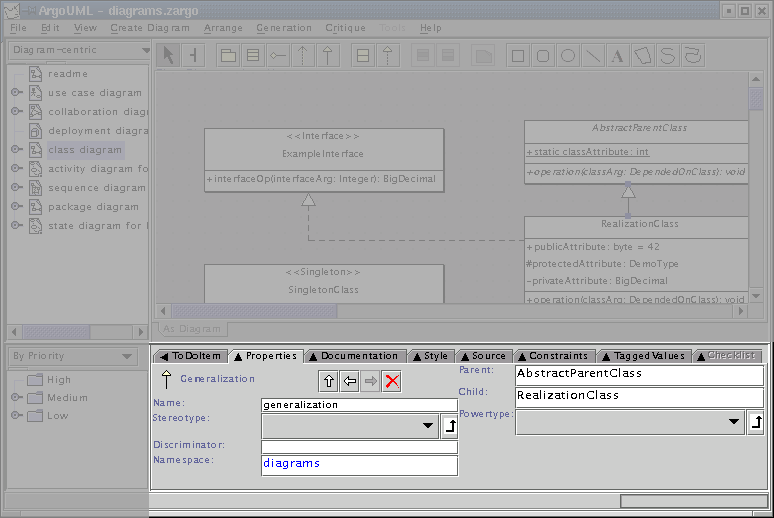 ArgoUML - diagrams.zargo
File Edit View Create Diagram Arrange Generation Critique Tools Help
Diagram-centric
readme
use case diagram
collaboration diag
deployment diagra
class diagram
activity diagram fo
sequence diagram
package diagram
state diagram for
A
<<Interface>>
ExampleInterface
+interfaceOp(interfaceArg: Integer): BigDecimal
<<Singleton>>
SingletonClass
AbstractParentClass
+static classAttribute: int
+operation(classArg: DependedOnClass): void
RealizationClass
+publicAttribute: byte = 42
#protectedAttribute: DemoType
-privateAttribute: BigDecimal
+operation(classArg: DependedOnClass): void
As Diagram
By Priority
High
Medium
Low
ToDoItem Properties Documentation Style Source Constraints TaggedValues Checklist
Generalization
Name: generalization
Stereotype:
Discriminator:
Namespace: diagrams
Parent: AbstractParentClass
Child: RealizationClass
Powertype: